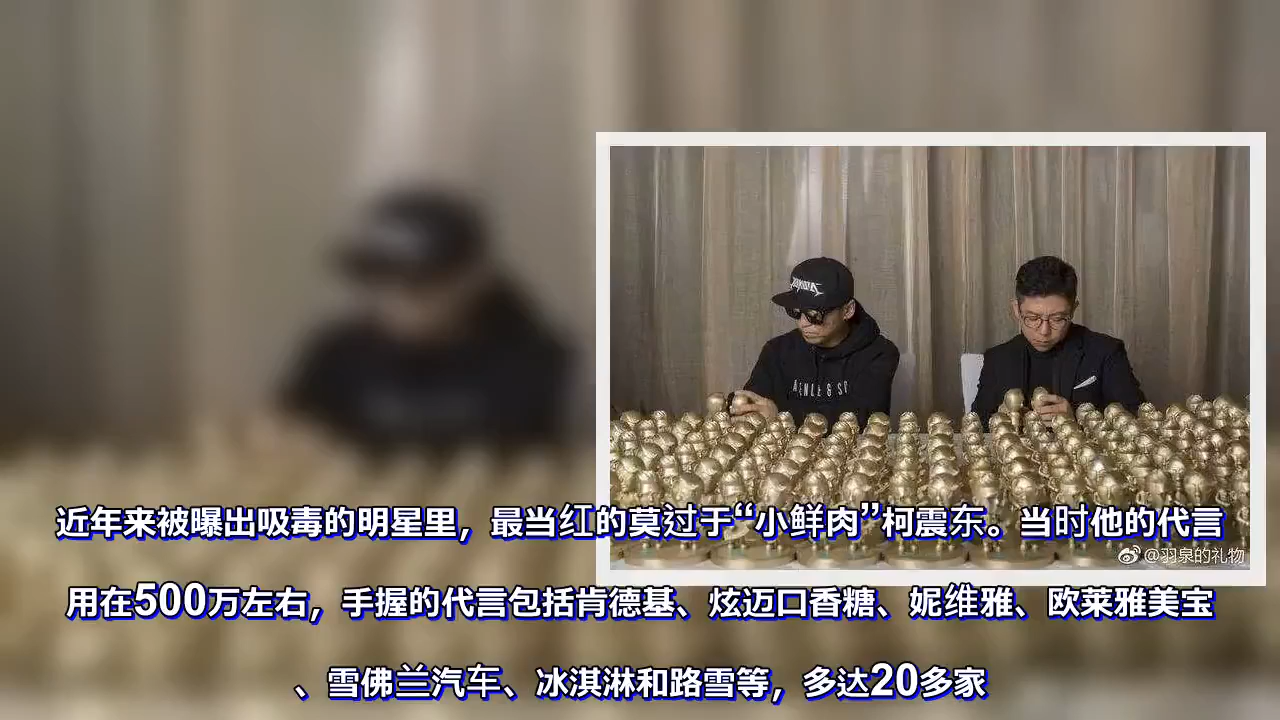 AENLE & SO
近年来被曝出吸毒的明星里，最当红的莫过于“小鲜肉”柯震东。当时他的代言
@羽泉的礼物
用在500万左右，手握的代言包括肯德基、炫迈口香糖、妮维雅、欧莱雅美宝
、雪佛兰汽车、冰淇淋和路雪等，多达20多家